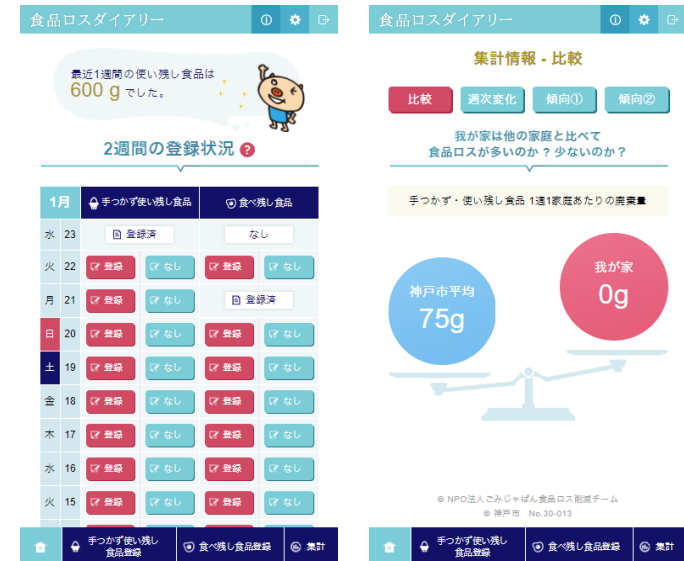 食品ロスダイアリー
最近1週間の使い残し食品は
600 g でした。
2週間の登録状況 ?
1月 手つかず使い残し食品 食べ残し食品
水 23 登録済 なし
火 22 登録 なし 登録 なし
月 21 登録 なし 登録済
日 20 登録 なし 登録 なし
土 19 登録 なし 登録 なし
金 18 登録 なし 登録 なし
木 17 登録 なし 登録 なし
水 16 登録 なし 登録 なし
火 15 登録 なし 登録 なし
手つかず使い残し
食品登録
食べ残し食品登録
集計
食品ロスダイアリー
集計情報 - 比較
比較 週次変化 傾向① 傾向②
我が家は他の家庭と比べて
食品ロスが多いのか？少ないのか？
手つかず・使い残し食品 1週1家庭あたりの廃棄量
神戸市平均
75g
我が家
0g
© NPO法人ごみじゃぱん食品ロス削減チーム
© 神戸市 No.30-013
手つかず使い残し
食品登録
食べ残し食品登録
集計